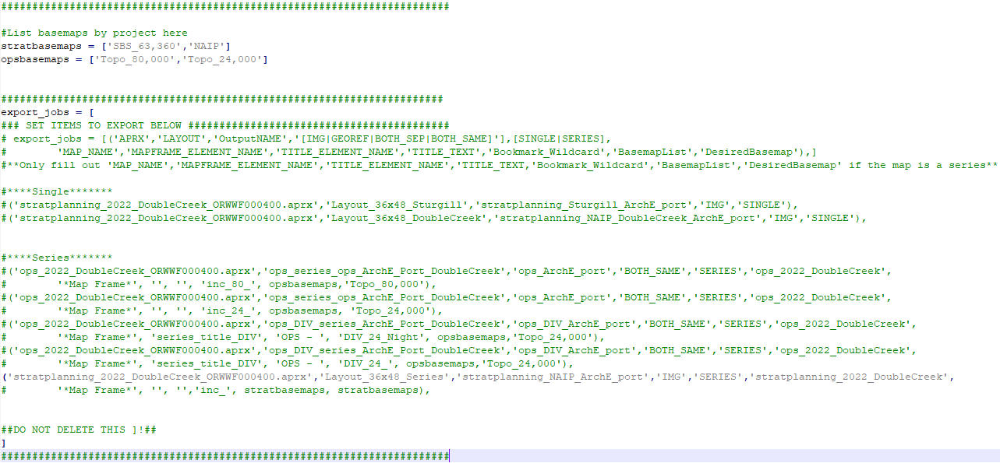 ########################################################################
#List basemaps by project here
stratbasemaps = ['SBS_63,360','NAIP']
opsbasemaps = ['Topo_80,000','Topo_24,000']
#######################################################################
export_jobs = [
### SET ITEMS TO EXPORT BELOW ##########################################
# export_jobs = [('APRX','LAYOUT','OutputNAME','[IMG|GEOREF|BOTH_SEP|BOTH_SAME]'],[SINGLE|SERIES],
#        'MAP_NAME','MAPFRAME_ELEMENT_NAME','TITLE_ELEMENT_NAME','TITLE_TEXT','Bookmark_Wildcard','BasemapList','DesiredBasemap'),]
#**Only fill out 'MAP_NAME','MAPFRAME_ELEMENT_NAME','TITLE_ELEMENT_NAME','TITLE_TEXT,'Bookmark_Wildcard','BasemapList','DesiredBasemap' if the map is a series**
#****Single*******
#('stratplanning_2022_DoubleCreek_ORWWF000400.aprx','Layout_36x48_Sturgill','stratplanning_Sturgill_ArchE_port','IMG','SINGLE'),
#('stratplanning_2022_DoubleCreek_ORWWF000400.aprx','Layout_36x48_DoubleCreek','stratplanning_NAIP_DoubleCreek_ArchE_port','IMG','SINGLE'),
#****Series*******
#('ops_2022_DoubleCreek_ORWWF000400.aprx','ops_series_ops_ArchE_Port_DoubleCreek','ops_ArchE_port','BOTH_SAME','SERIES','ops_2022_DoubleCreek',
#        '*Map Frame*', '', '', 'inc_80_', opsbasemaps,'Topo_80,000'),
#('ops_2022_DoubleCreek_ORWWF000400.aprx','ops_series_ops_ArchE_Port_DoubleCreek','ops_ArchE_port','BOTH_SAME','SERIES','ops_2022_DoubleCreek',
#        '*Map Frame*', '', '', 'inc_24_', opsbasemaps, 'Topo_24,000'),
#('ops_2022_DoubleCreek_ORWWF000400.aprx','ops_DIV_series_ArchE_Port_DoubleCreek','ops_DIV_ArchE_port','BOTH_SAME','SERIES','ops_2022_DoubleCreek',
#        '*Map Frame*', 'series_title_DIV', 'OPS - ', 'DIV_24_Night', opsbasemaps,'Topo_24,000'),
#('ops_2022_DoubleCreek_ORWWF000400.aprx','ops_DIV_series_ArchE_Port_DoubleCreek','ops_DIV_ArchE_port','BOTH_SAME','SERIES','ops_2022_DoubleCreek',
#        '*Map Frame*', 'series_title_DIV', 'OPS - ', 'DIV_24_', opsbasemaps,'Topo_24,000'),
('stratplanning_2022_DoubleCreek_ORWWF000400.aprx','Layout_36x48_Series','stratplanning_NAIP_ArchE_port','IMG','SERIES','stratplanning_2022_DoubleCreek',
#        '*Map Frame*', '', '','inc_', stratbasemaps, stratbasemaps),
##DO NOT DELETE THIS ]!##
]
########################################################################